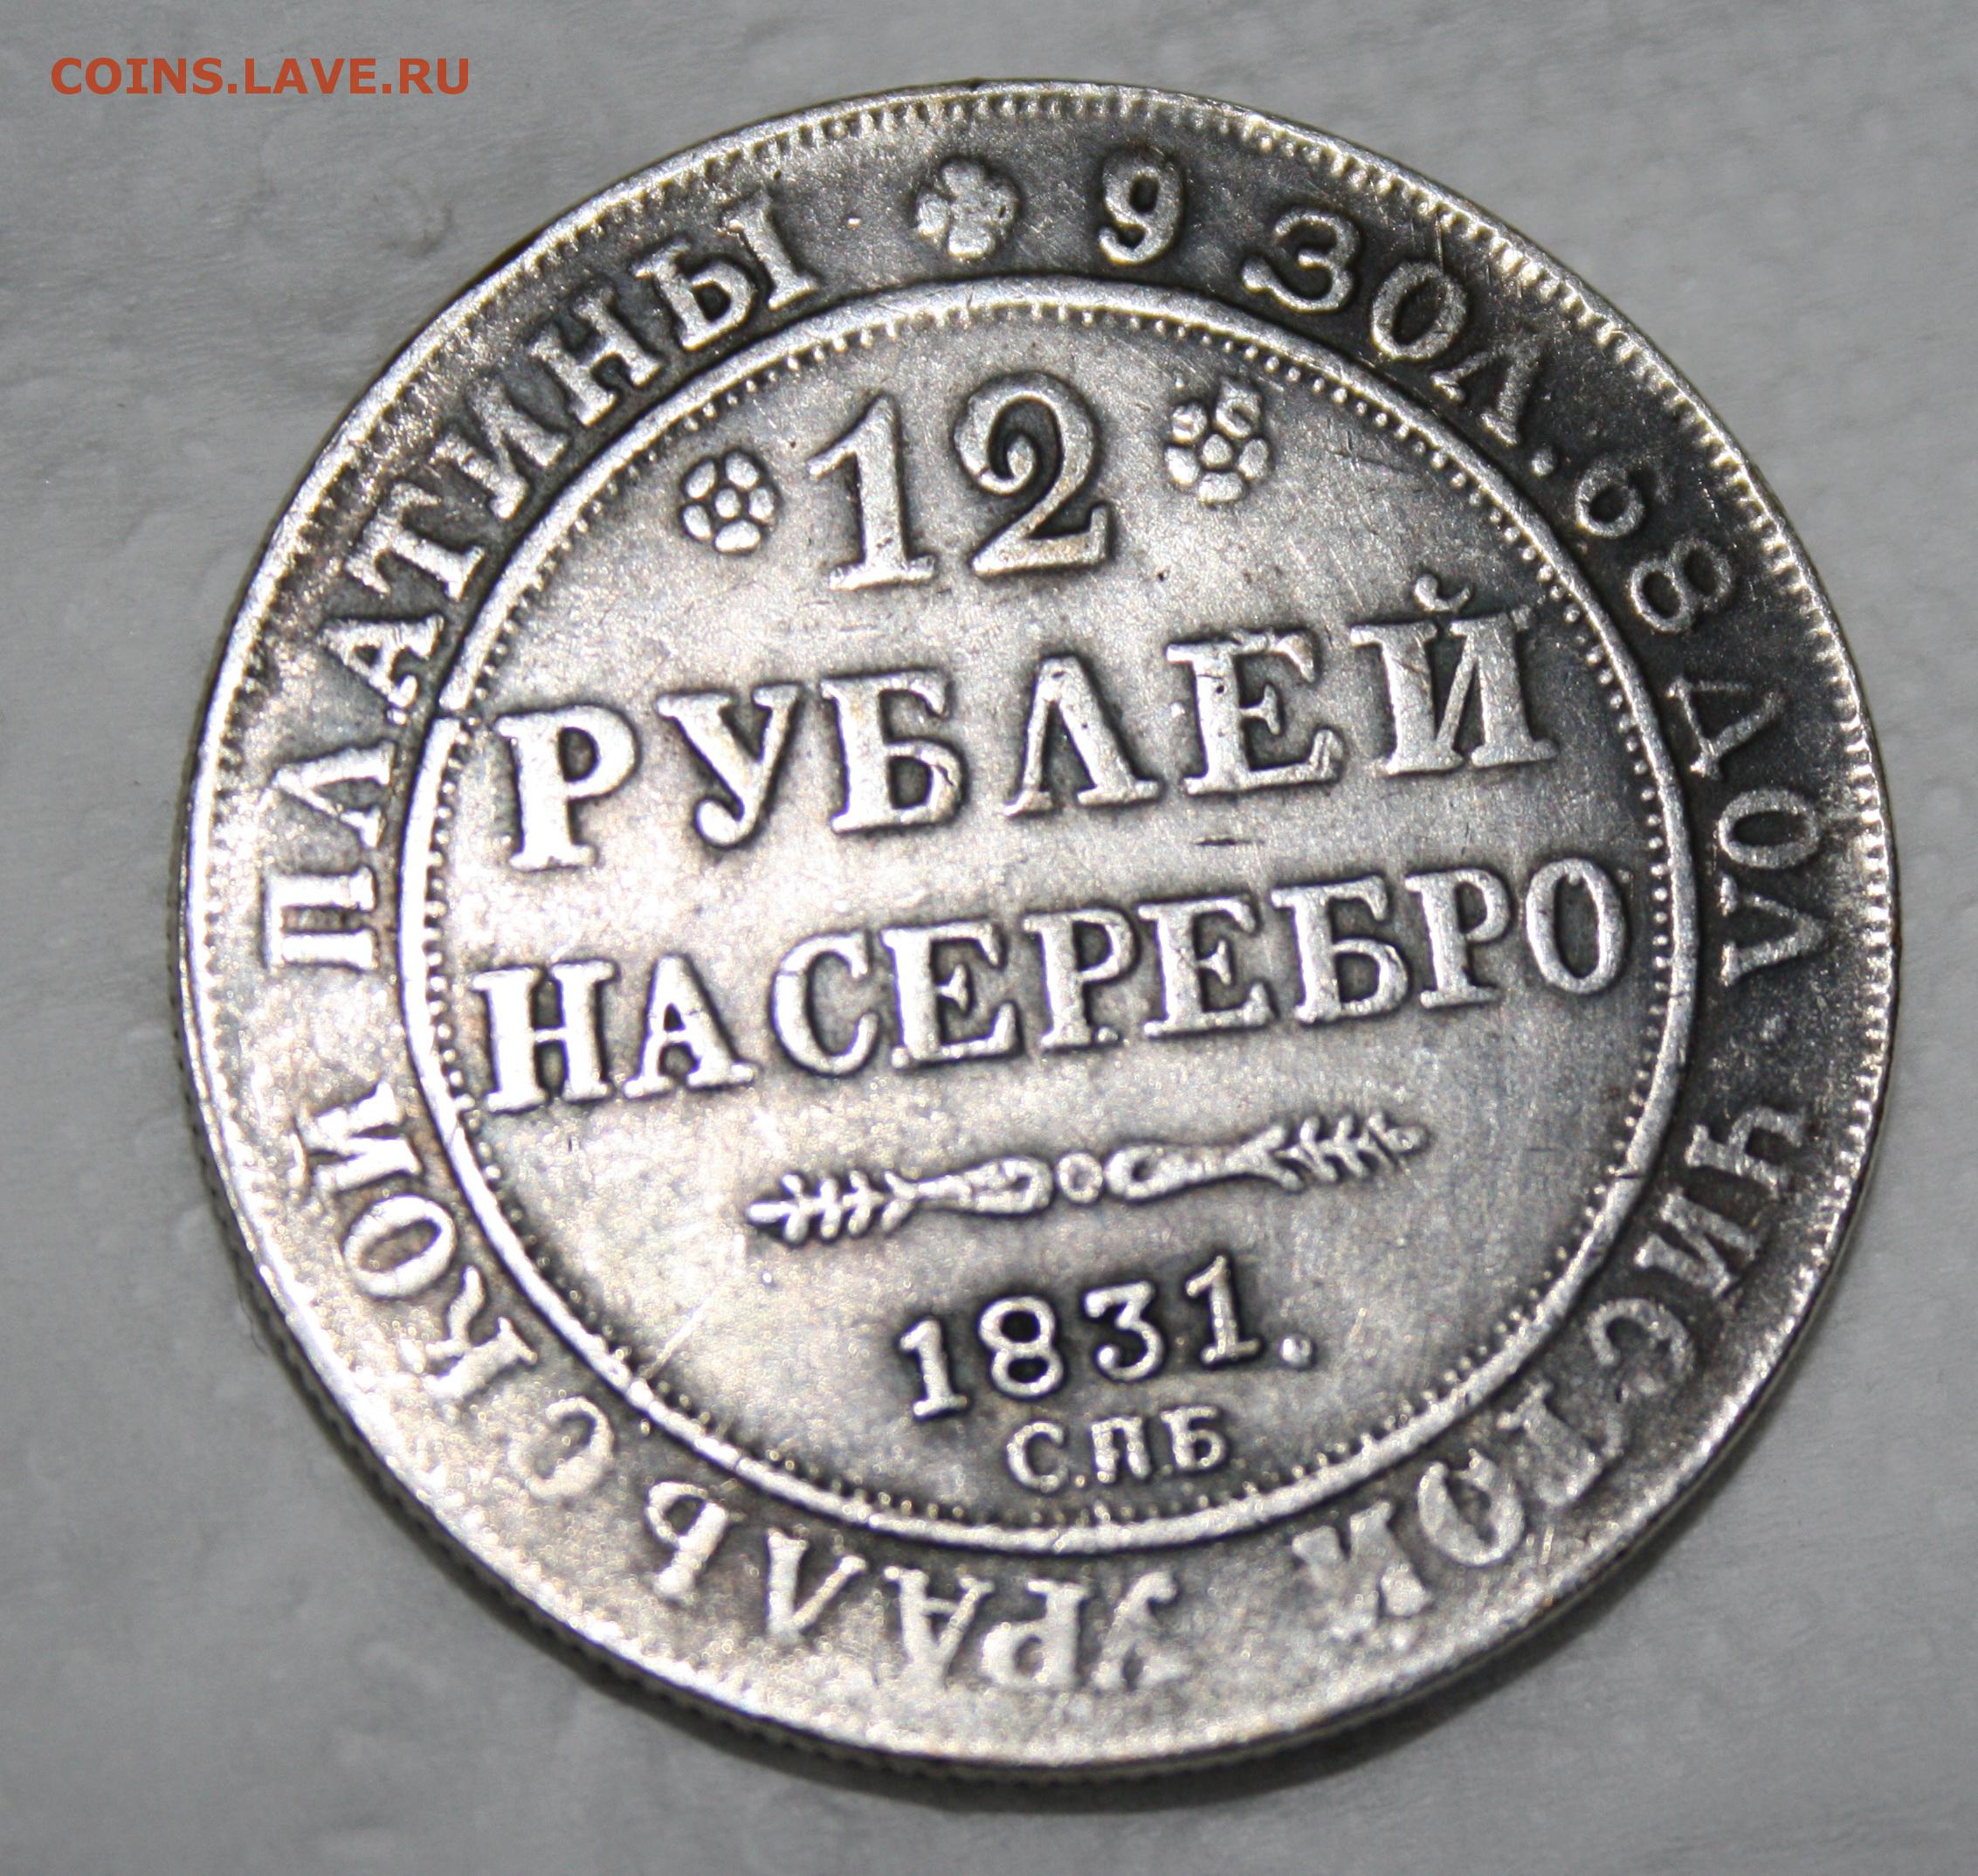 COINS.LAVE.RU
9 ЗОЛ. 68 ДОЛ. ЧИСТОЙ УРАЛЬСКОЙ ПЛАТИНЫ
12
РУБЛЕЙ
НА СЕРЕБРО
1831.
С.П.Б